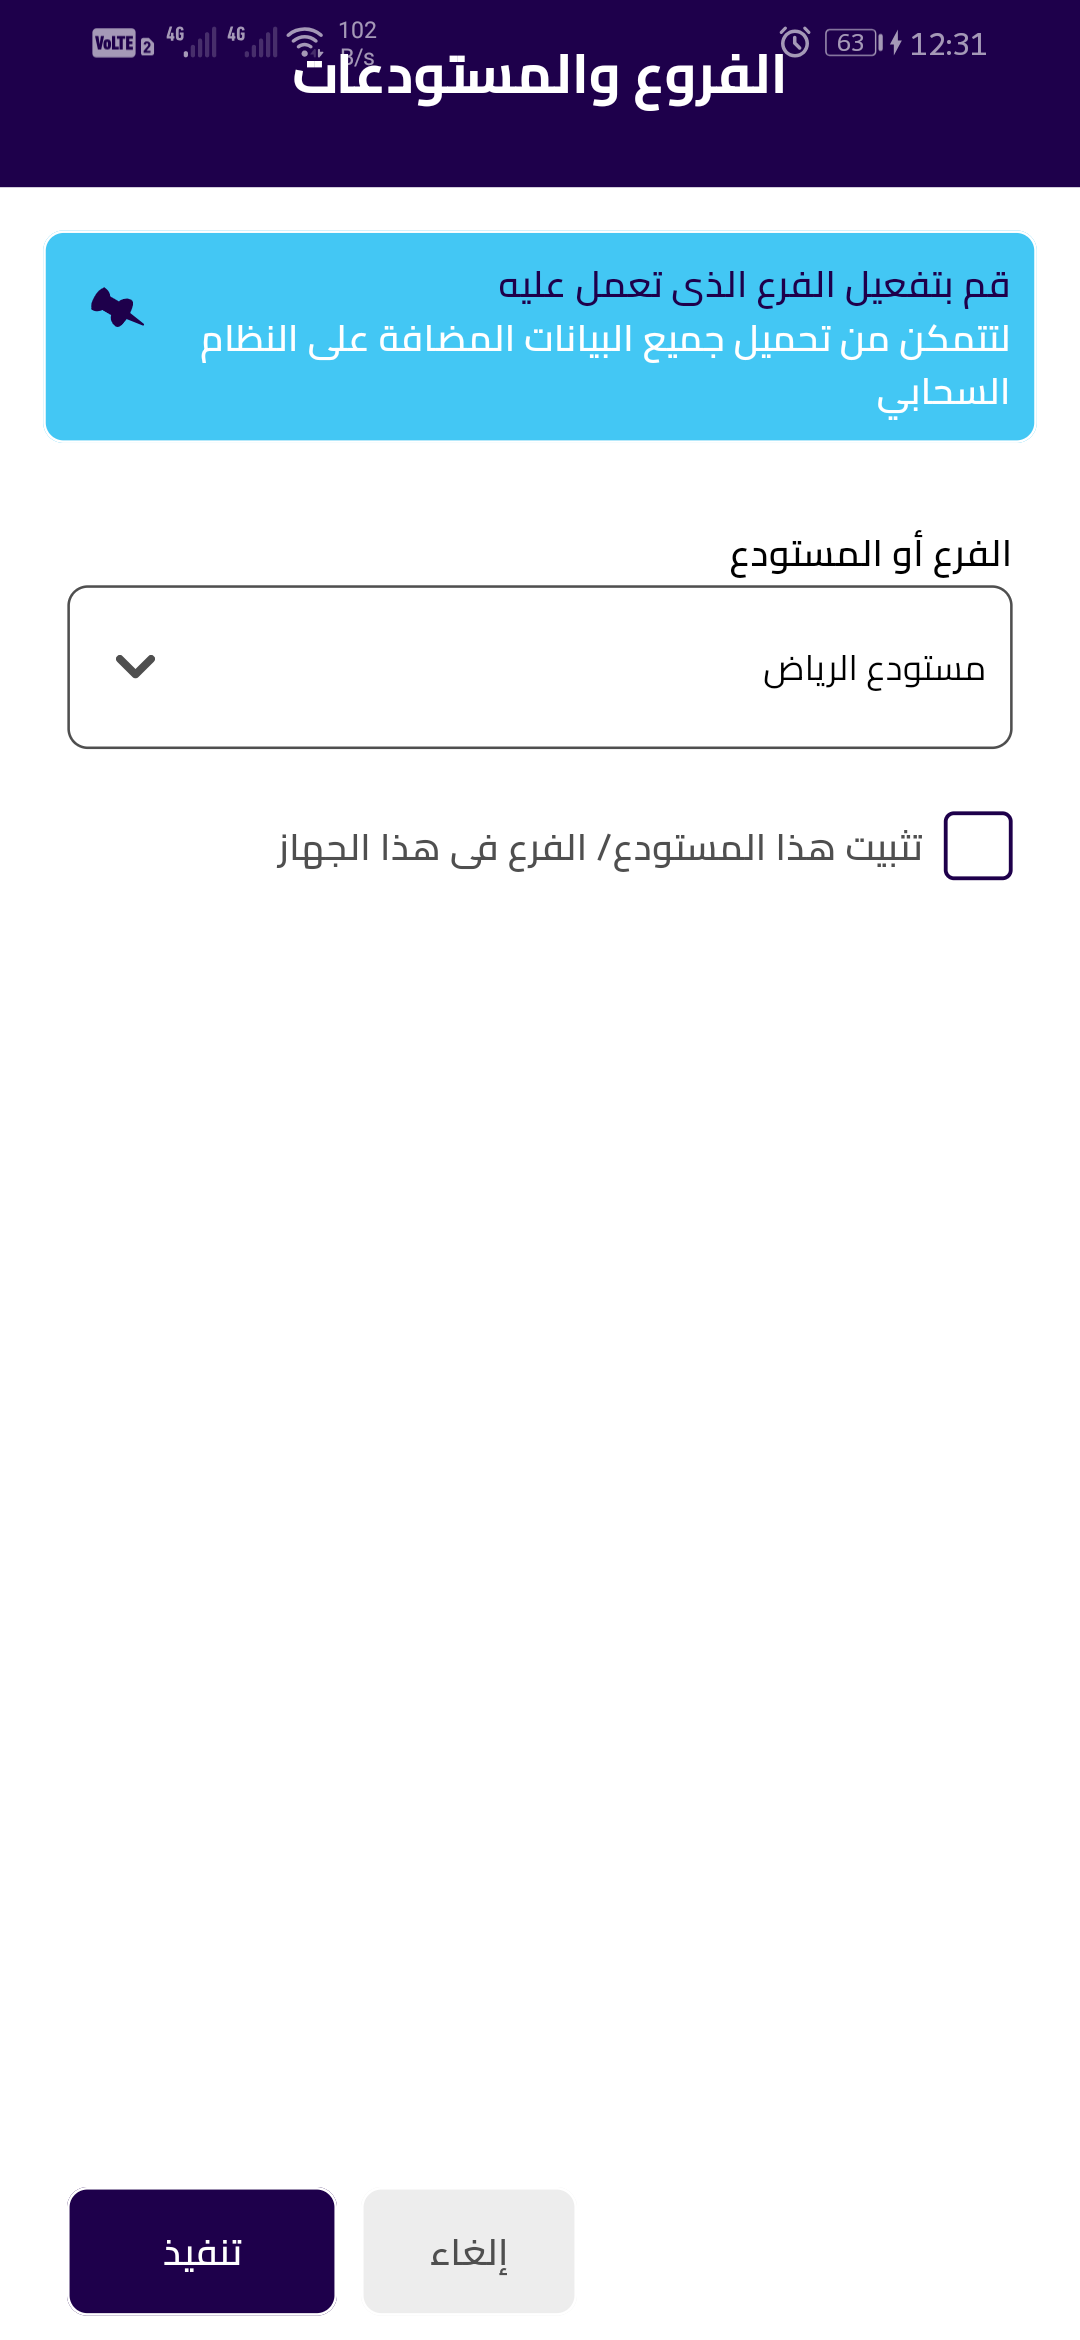 VoLTE 2 4G 4G 102 B/s 63 12:31
الفروع والمستودعات
قم بتفعيل الفرع الذى تعمل عليه
لتتمكن من تحميل جميع البيانات المضافة على النظام
السحابي
الفرع أو المستودع
مستودع الرياض
تثبيت هذا المستودع/ الفرع فى هذا الجهاز
إلغاء
تنفيذ